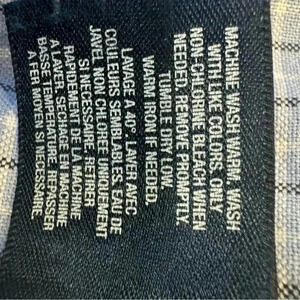 MACHINE WASH WARM. WASH
WITH LIKE COLORS. ONLY
NON-CHLORINE BLEACH WHEN
NEEDED. REMOVE PROMPTLY.
TUMBLE DRY LOW.
WARM IRON IF NEEDED.
LAVAGE A 40°. LAVER AVEC
COULEURS SEMBLABLES. EAU DE
JAVEL NON CHLOREE UNIQUEMENT
SI NECESSAIRE. RETIRER
RAPIDEMENT DE LA MACHINE
A LAVER. SECHAGE EN MACHINE
BASSE TEMPERATURE. REPASSER
A FER MOYEN SI NECESSAIRE.